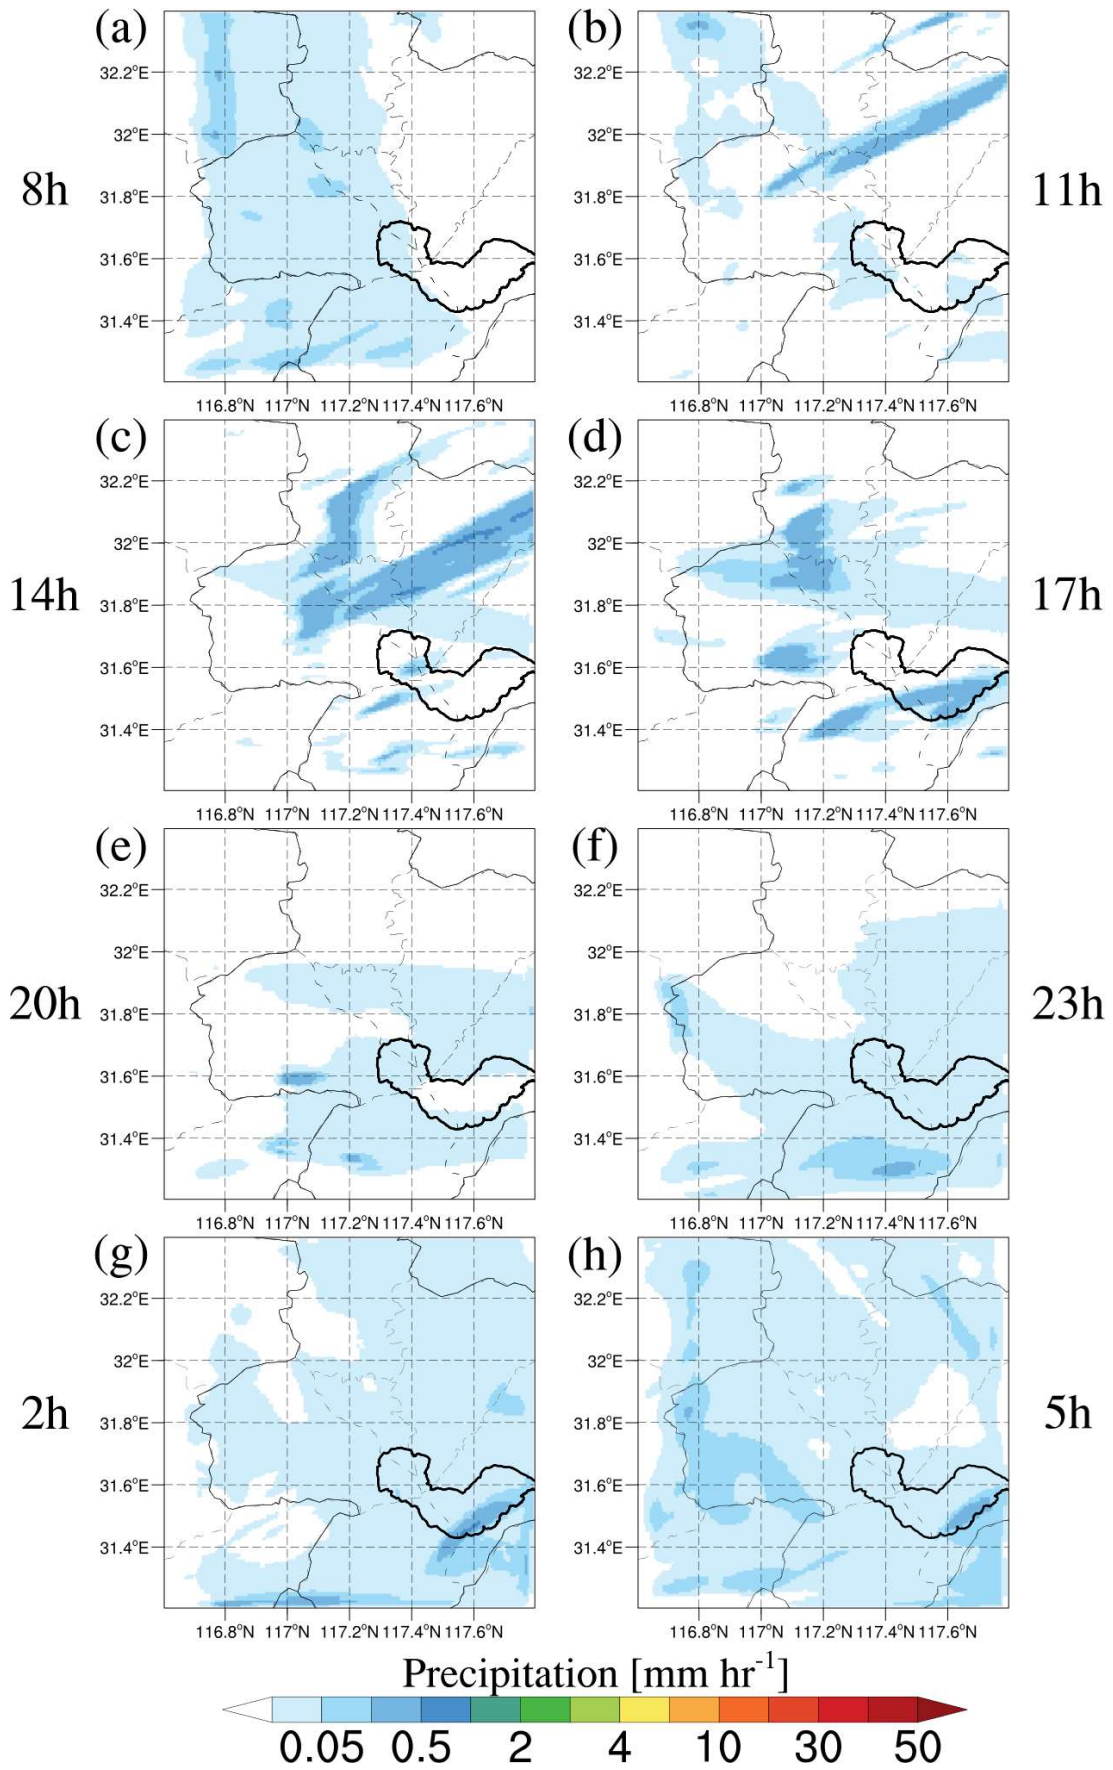 (a) (b)
32.2°E 32.2°E
32°E 32°E
8h 11h
31.8°E 31.8°E
31.6°E 31.6°E
31.4°E 31.4°E
116.8°N 117°N 117.2°N 117.4°N 117.6°N 116.8°N 117°N 117.2°N 117.4°N 117.6°N
(c) (d)
32.2°E 32.2°E
32°E 32°E
14h 17h
31.8°E 31.8°E
31.6°E 31.6°E
31.4°E 31.4°E
116.8°N 117°N 117.2°N 117.4°N 117.6°N 116.8°N 117°N 117.2°N 117.4°N 117.6°N
(e) (f)
32.2°E 32.2°E
32°E 32°E
20h 23h
31.8°E 31.8°E
31.6°E 31.6°E
31.4°E 31.4°E
116.8°N 117°N 117.2°N 117.4°N 117.6°N 116.8°N 117°N 117.2°N 117.4°N 117.6°N
(g) (h)
32.2°E 32.2°E
32°E 32°E
2h 5h
31.8°E 31.8°E
31.6°E 31.6°E
31.4°E 31.4°E
116.8°N 117°N 117.2°N 117.4°N 117.6°N 116.8°N 117°N 117.2°N 117.4°N 117.6°N
Precipitation [mm hr⁻¹]
0.05 0.5 2 4 10 30 50